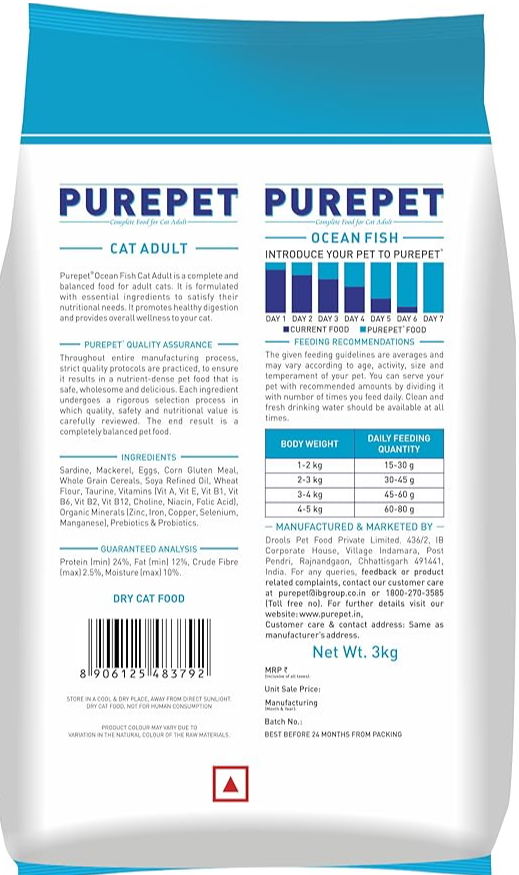 PUREPET
Complete Food for Cat Adult
CAT ADULT
Purepet® Ocean Fish Cat Adult is a complete and
balanced food for adult cats. It is formulated
with essential ingredients to satisfy their
nutritional needs. It promotes healthy digestion
and provides overall wellness to your cat.
PUREPET® QUALITY ASSURANCE
Throughout entire manufacturing process,
strict quality protocols are practiced, to ensure
it results in a nutrient-dense pet food that is
safe, wholesome and delicious. Each ingredient
undergoes a rigorous selection process in
which quality, safety and nutritional value is
carefully reviewed. The end result is a
completely balanced pet food.
INGREDIENTS
Sardine, Mackerel, Eggs, Corn Gluten Meal,
Whole Grain Cereals, Soya Refined Oil, Wheat
Flour, Taurine, Vitamins (Vit A, Vit E, Vit B1, Vit
B6, Vit B2, Vit B12, Choline, Niacin, Folic Acid),
Organic Minerals (Zinc, Iron, Copper, Selenium,
Manganese), Prebiotics & Probiotics.
GUARANTEED ANALYSIS
Protein (min) 24%, Fat (min) 12%, Crude Fibre
(max) 2.5%, Moisture (max) 10%.
DRY CAT FOOD
8 906125 483792
STORE IN A COOL & DRY PLACE, AWAY FROM DIRECT SUNLIGHT.
DRY CAT FOOD, NOT FOR HUMAN CONSUMPTION
PRODUCT COLOUR MAY VARY DUE TO
VARIATION IN THE NATURAL COLOUR OF THE RAW MATERIALS.
PUREPET
Complete Food for Cat Adult
OCEAN FISH
INTRODUCE YOUR PET TO PUREPET®
DAY 1 DAY 2 DAY 3 DAY 4 DAY 5 DAY 6 DAY 7
CURRENT FOOD PUREPET® FOOD
FEEDING RECOMMENDATIONS
The given feeding guidelines are averages and
may vary according to age, activity, size and
temperament of your pet. You can serve your
pet with recommended amounts by dividing it
with number of times you feed daily. Clean and
fresh drinking water should be available at all
times.
BODY WEIGHT DAILY FEEDING QUANTITY
1-2 kg 15-30 g
2-3 kg 30-45 g
3-4 kg 45-60 g
4-5 kg 60-80 g
MANUFACTURED & MARKETED BY
Drools Pet Food Private Limited, 436/2, IB
Corporate House, Village Indamara, Post
Pendri, Rajnandgaon, Chhattisgarh 491441,
India. For any queries, feedback or product
related complaints, contact our customer care
at purepet@ibgroup.co.in or 1800-270-3585
(Toll free no). For further details visit our
website: www.purepet.in,
Customer care & contact address: Same as
manufacturer's address.
Net Wt. 3kg
MRP ₹
(Inclusive of all taxes):
Unit Sale Price:
Manufacturing
(Month & Year):
Batch No.:
BEST BEFORE 24 MONTHS FROM PACKING